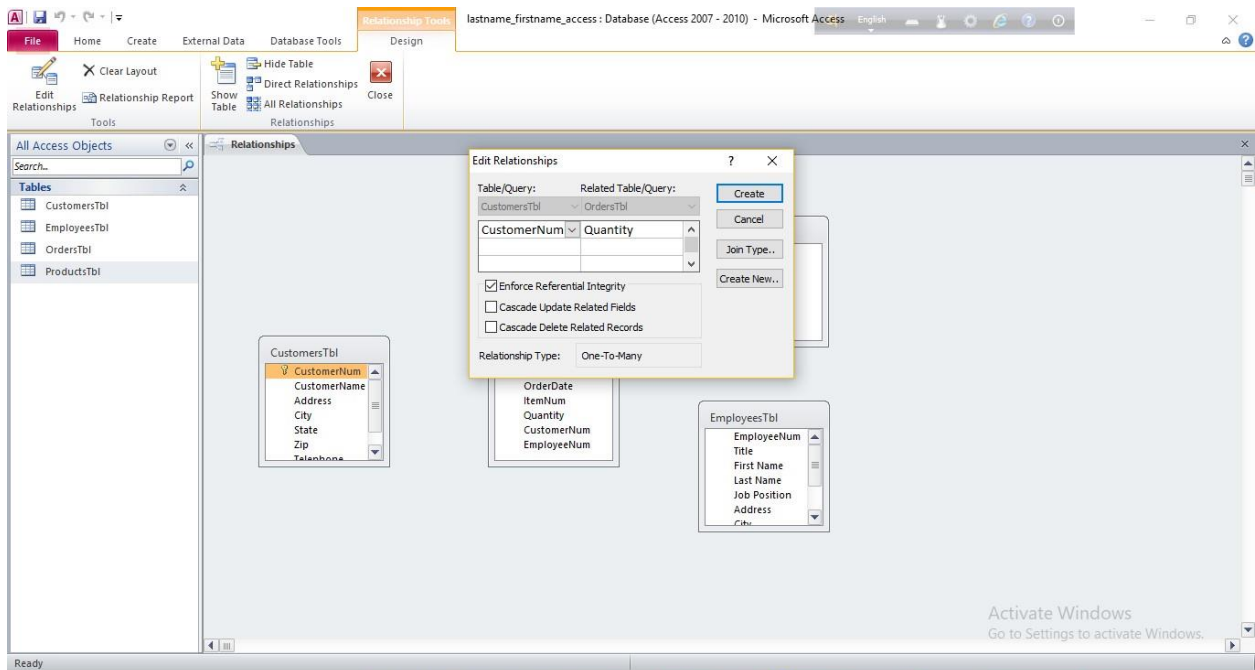 Relationship Tools
lastname_firstname_access : Database (Access 2007 - 2010) - Microsoft Access
English
File
Home
Create
External Data
Database Tools
Design
Edit
Relationships
Clear Layout
Relationship Report
Tools
Show
Table
Hide Table
Direct Relationships
All Relationships
Relationships
Close
All Access Objects
Search...
Tables
CustomersTbl
EmployeesTbl
OrdersTbl
ProductsTbl
Relationships
Edit Relationships
Table/Query:
Related Table/Query:
CustomersTbl
OrdersTbl
CustomerNum
Quantity
Enforce Referential Integrity
Cascade Update Related Fields
Cascade Delete Related Records
Relationship Type:
One-To-Many
Create
Cancel
Join Type..
Create New..
CustomersTbl
CustomerNum
CustomerName
Address
City
State
Zip
Telephone
OrderDate
ItemNum
Quantity
CustomerNum
EmployeeNum
EmployeesTbl
EmployeeNum
Title
First Name
Last Name
Job Position
Address
City
Activate Windows
Go to Settings to activate Windows.
Ready